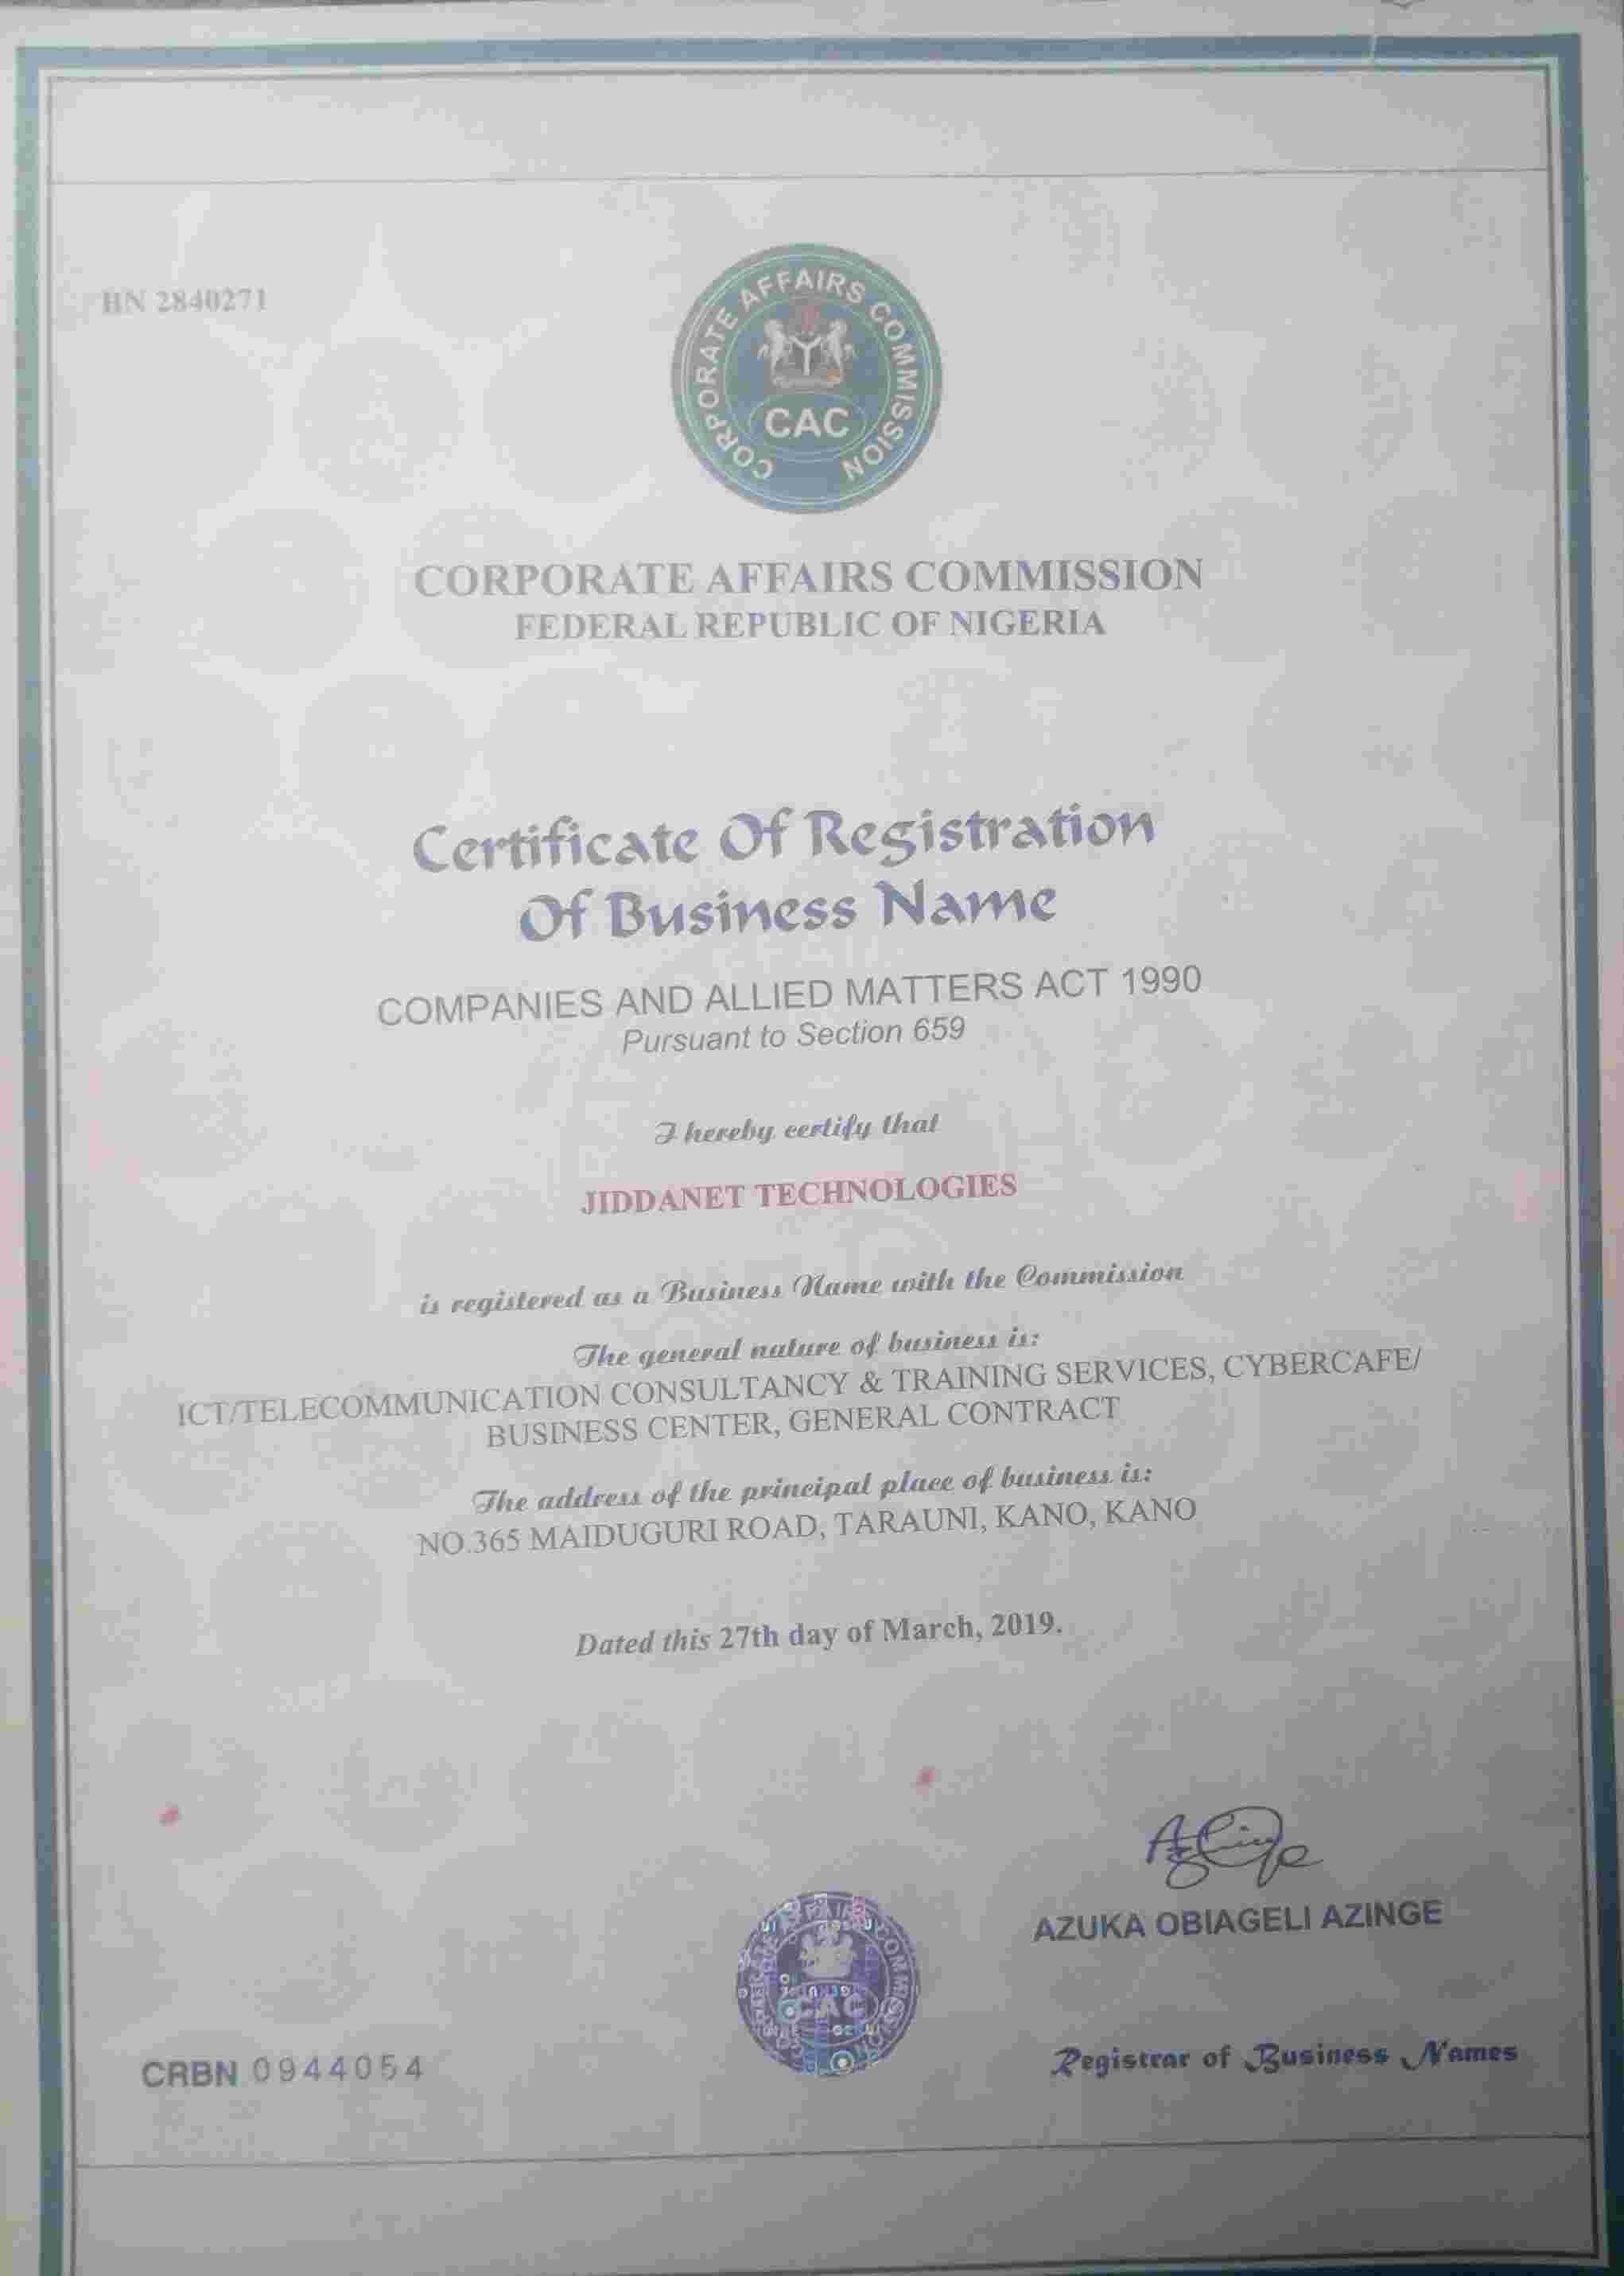 BN 2840271
CORPORATE AFFAIRS COMMISSION
CAC
CORPORATE AFFAIRS COMMISSION
FEDERAL REPUBLIC OF NIGERIA
Certificate Of Registration
Of Business Name
COMPANIES AND ALLIED MATTERS ACT 1990
Pursuant to Section 659
I hereby certify that
JIDDANET TECHNOLOGIES
is registered as a Business Name with the Commission
The general nature of business is:
ICT/TELECOMMUNICATION CONSULTANCY & TRAINING SERVICES, CYBERCAFE/
BUSINESS CENTER, GENERAL CONTRACT
The address of the principal place of business is:
NO.365 MAIDUGURI ROAD, TARAUNI, KANO, KANO
Dated this 27th day of March, 2019.
AZUKA OBIAGELI AZINGE
CAC
Registrar of Business Names
CRBN 0944054